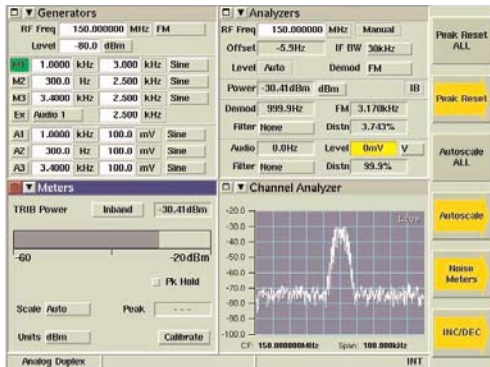 Generators
RF Freq 150.000000 MHz FM
Level -80.0 dBm
M1 1.0000 kHz 3.000 kHz Sine
M2 300.0 Hz 2.500 kHz Sine
M3 3.4000 kHz 2.500 kHz Sine
Ex Audio 1 2.500 kHz
A1 1.0000 kHz 100.0 mV Sine
A2 300.0 Hz 100.0 mV Sine
A3 3.4000 kHz 100.0 mV Sine
Analyzers
RF Freq 150.000000 MHz Manual
Offset -5.9Hz IF BW 30kHz
Level Auto Demod FM
Power -30.41dBm dBm IB
Demod 999.9Hz FM 3.170kHz
Filter None Distn 3.743%
Audio 0.0Hz Level 0mV V
Filter None Distn 99.9%
Meters
TRIB Power Inband -30.41dBm
-60 -20dBm
Pk Hold
Scale Auto Peak ---
Units dBm Calibrate
Channel Analyzer
Live
-20.0
-30.0
-40.0
-50.0
-60.0
-70.0
-80.0
-90.0
-100.0
CF: 150.000000MHz Span: 100.000kHz
Peak Reset
ALL
Peak Reset
Autoscale
ALL
Autoscale
Noise
Meters
INC/DEC
Analog Duplex INT